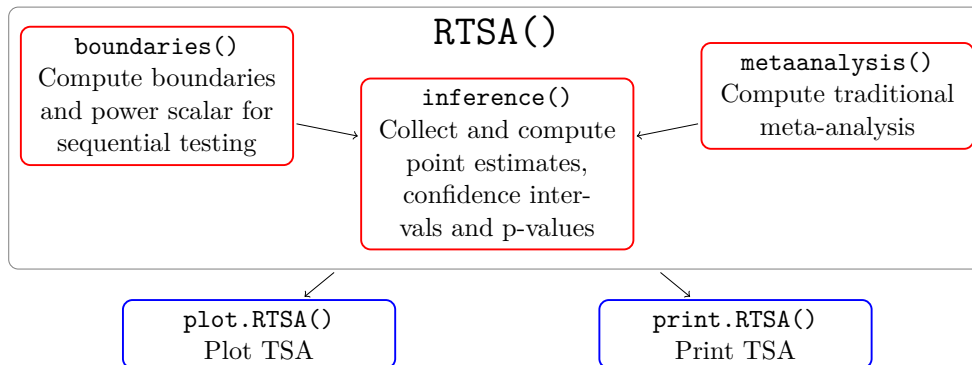 RTSA()
boundaries()
Compute boundaries
and power scalar for
sequential testing
inference()
Collect and compute
point estimates,
confidence inter-
vals and p-values
metaanalysis()
Compute traditional
meta-analysis
plot.RTSA()
Plot TSA
print.RTSA()
Print TSA